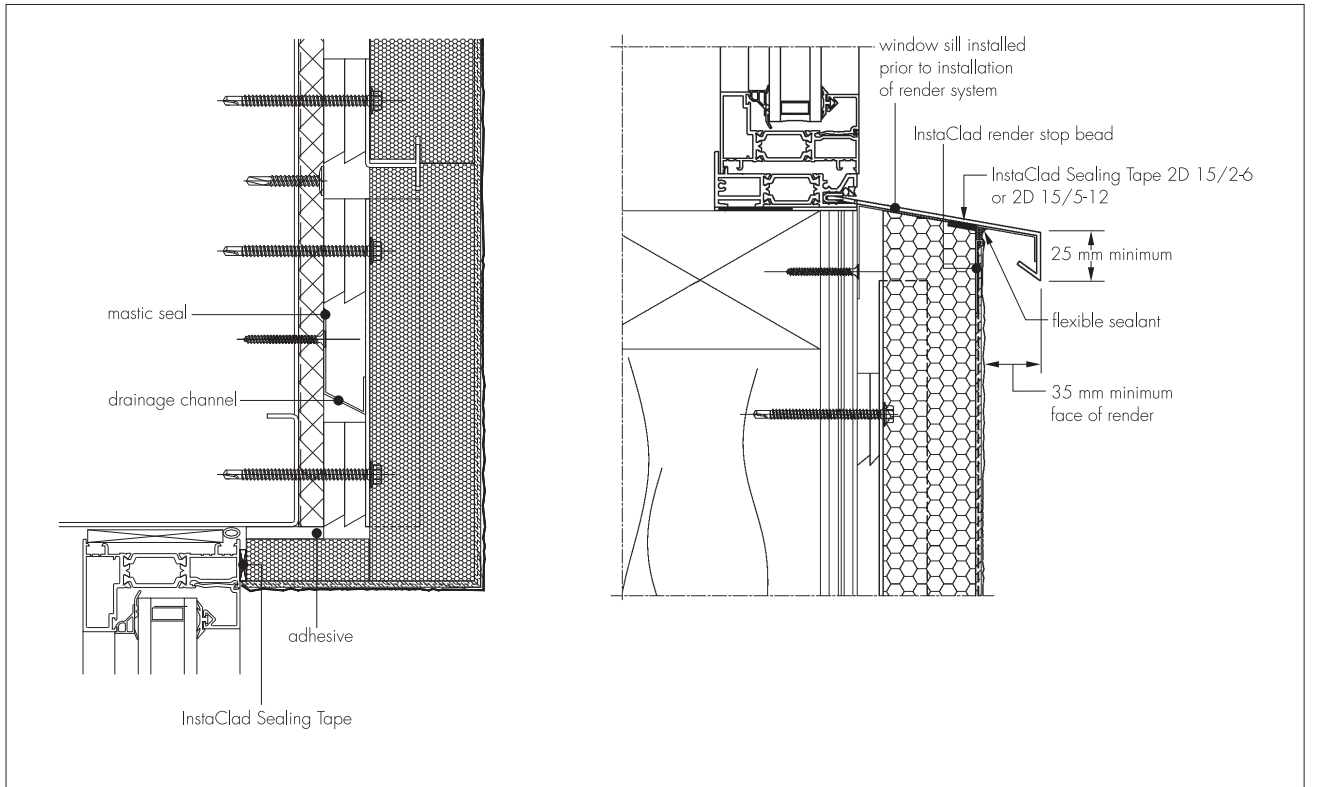 mastic seal
drainage channel
adhesive
InstaClad Sealing Tape
window sill installed
prior to installation
of render system
InstaClad render stop bead
InstaClad Sealing Tape 2D 15/2-6
or 2D 15/5-12
25 mm minimum
flexible sealant
35 mm minimum
face of render